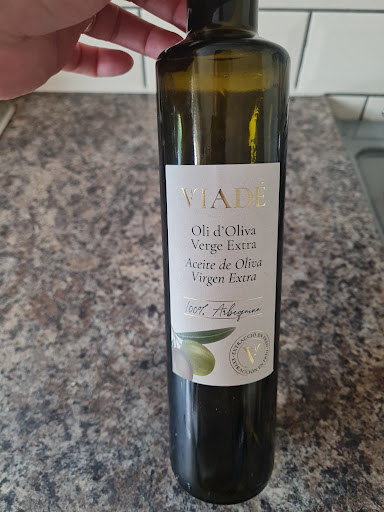 VIADÉ
Oli d'Oliva
Verge Extra
Aceite de Oliva
Virgen Extra
100% Arbequina
V